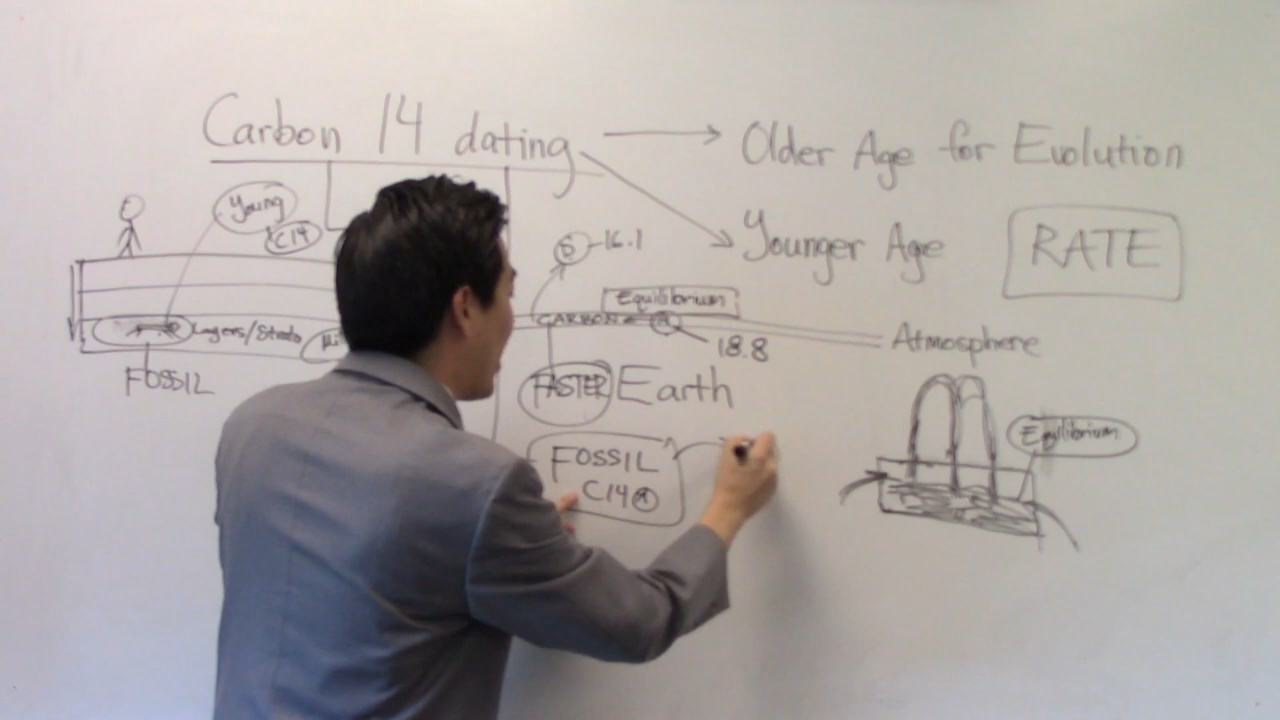 Carbon 14 dating
Older Age for Evolution
Younger Age
RATE
Young
C14
Layers/Strata
FOSSIL
S -16.1
Equilibrium
CARBON
18.8
Atmosphere
FASTER
Earth
FOSSIL
C14
Equilibrium